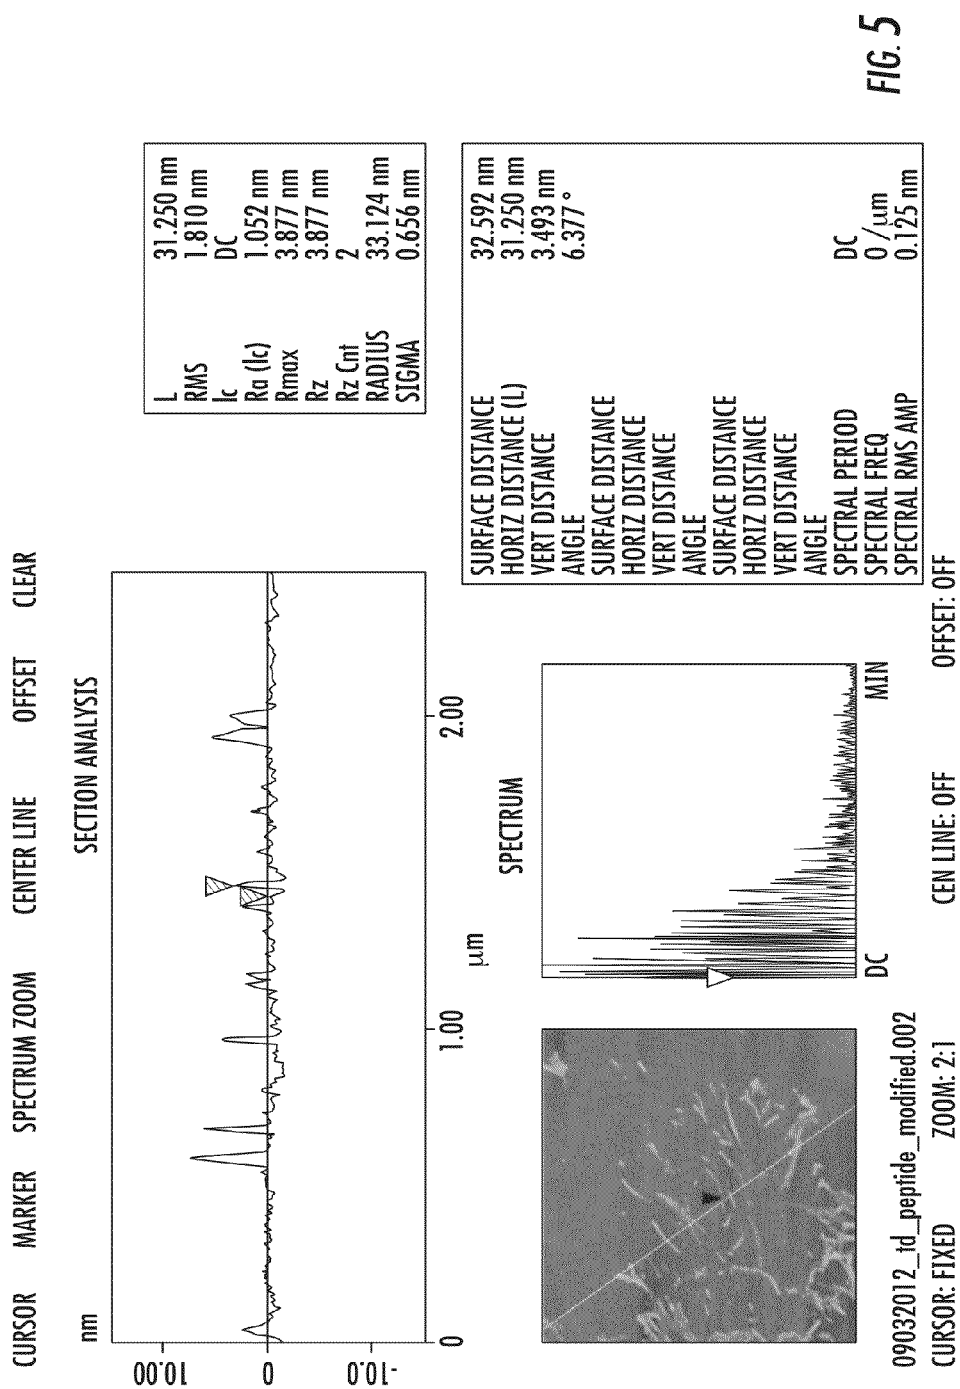 CURSOR MARKER SPECTRUM ZOOM CENTER LINE OFFSET CLEAR
SECTION ANALYSIS
nm
10.00
0
-10.0
0 1.00 2.00
µm
L 31.250 nm
RMS 1.810 nm
lc DC
Ra (lc) 1.052 nm
Rmax 3.877 nm
Rz 3.877 nm
Rz Cnt 2
RADIUS 33.124 nm
SIGMA 0.656 nm
SPECTRUM
DC MIN
SURFACE DISTANCE 32.592 nm
HORIZ DISTANCE (L) 31.250 nm
VERT DISTANCE 3.493 nm
ANGLE 6.377 °
SURFACE DISTANCE
HORIZ DISTANCE
VERT DISTANCE
ANGLE
SURFACE DISTANCE
HORIZ DISTANCE
VERT DISTANCE
ANGLE
SPECTRAL PERIOD DC
SPECTRAL FREQ 0 /µm
SPECTRAL RMS AMP 0.125 nm
09032012_td_peptide_modified.002
CURSOR: FIXED ZOOM: 2:1 CEN LINE: OFF OFFSET: OFF
FIG. 5